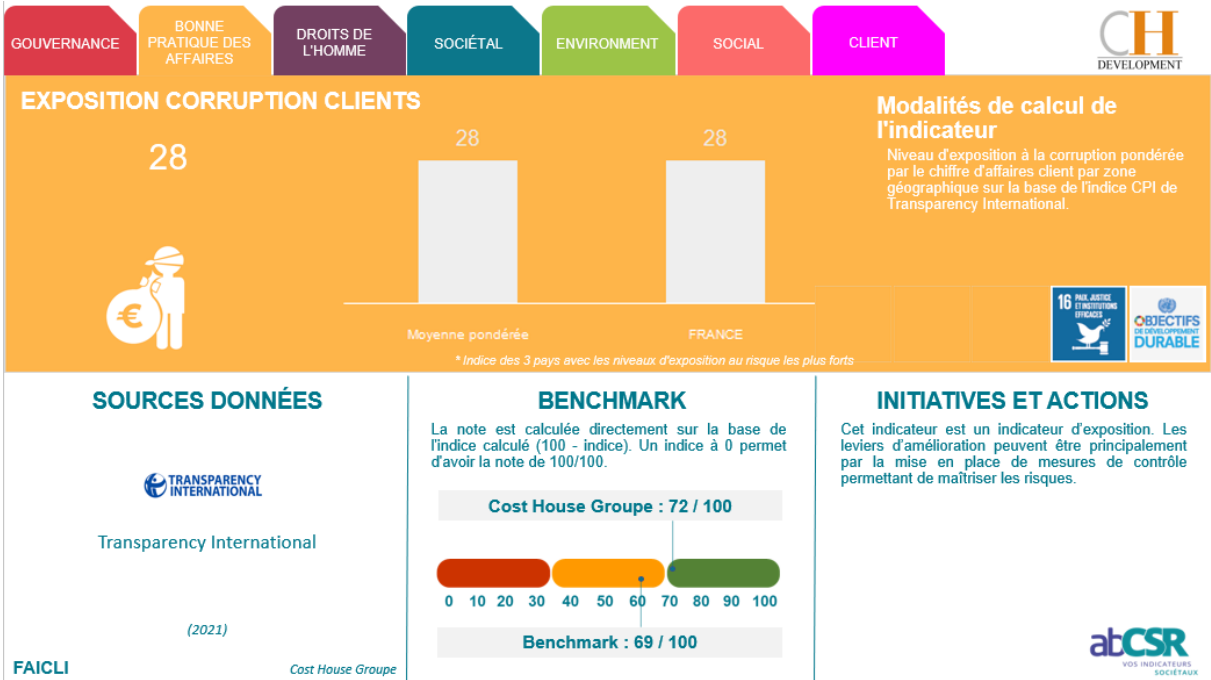 GOUVERNANCE
BONNE
PRATIQUE DES
AFFAIRES
DROITS DE
L'HOMME
SOCIÉTAL
ENVIRONMENT
SOCIAL
CLIENT
CH
DEVELOPMENT
EXPOSITION CORRUPTION CLIENTS
28
28
28
Moyenne pondérée
FRANCE
* Indice des 3 pays avec les niveaux d'exposition au risque les plus forts
Modalités de calcul de
l'indicateur
Niveau d'exposition à la corruption pondérée
par le chiffre d'affaires client par zone
géographique sur la base de l'indice CPI de
Transparency International.
16 PAIX, JUSTICE
ET INSTITUTIONS
EFFICACES
OBJECTIFS
DE DÉVELOPPEMENT
DURABLE
SOURCES DONNÉES
TRANSPARENCY
INTERNATIONAL
Transparency International
(2021)
FAICLI
Cost House Groupe
BENCHMARK
La note est calculée directement sur la base de
l'indice calculé (100 - indice). Un indice à 0 permet
d'avoir la note de 100/100.
Cost House Groupe : 72 / 100
0 10 20 30 40 50 60 70 80 90 100
Benchmark : 69 / 100
INITIATIVES ET ACTIONS
Cet indicateur est un indicateur d'exposition. Les
leviers d'amélioration peuvent être principalement
par la mise en place de mesures de contrôle
permettant de maîtriser les risques.
abCSR
VOS INDICATEURS
SOCIÉTAUX